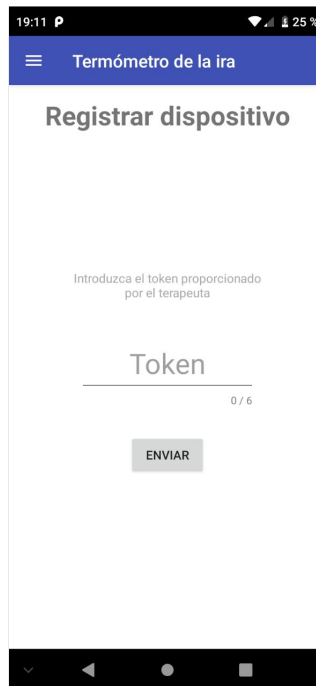 19:11 25 %
Termómetro de la ira
Registrar dispositivo
Introduzca el token proporcionado
por el terapeuta
Token
0 / 6
ENVIAR